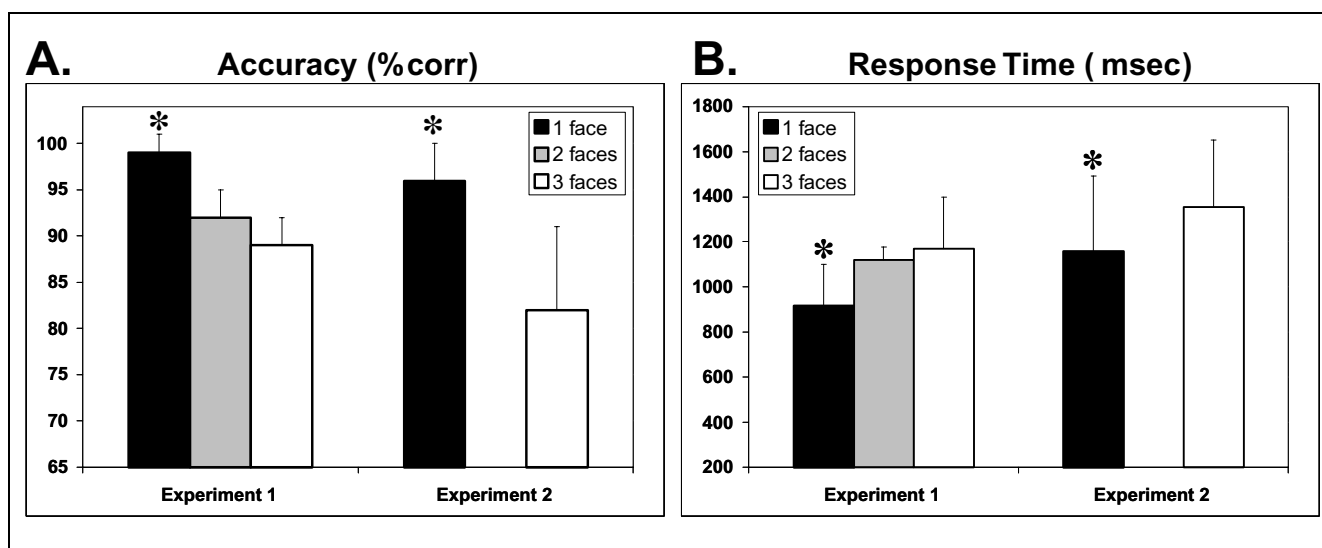 A. Accuracy (%corr)
100
95
90
85
80
75
70
65
*
*
1 face
2 faces
3 faces
Experiment 1
Experiment 2
B. Response Time ( msec)
1800
1600
1400
1200
1000
800
600
400
200
1 face
2 faces
3 faces
*
*
Experiment 1
Experiment 2